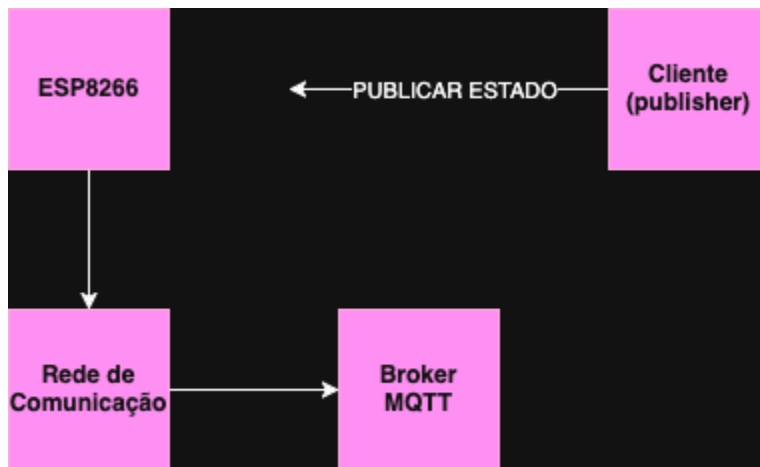 ESP8266
PUBLICAR ESTADO
Cliente
(publisher)
Rede de
Comunicação
Broker
MQTT